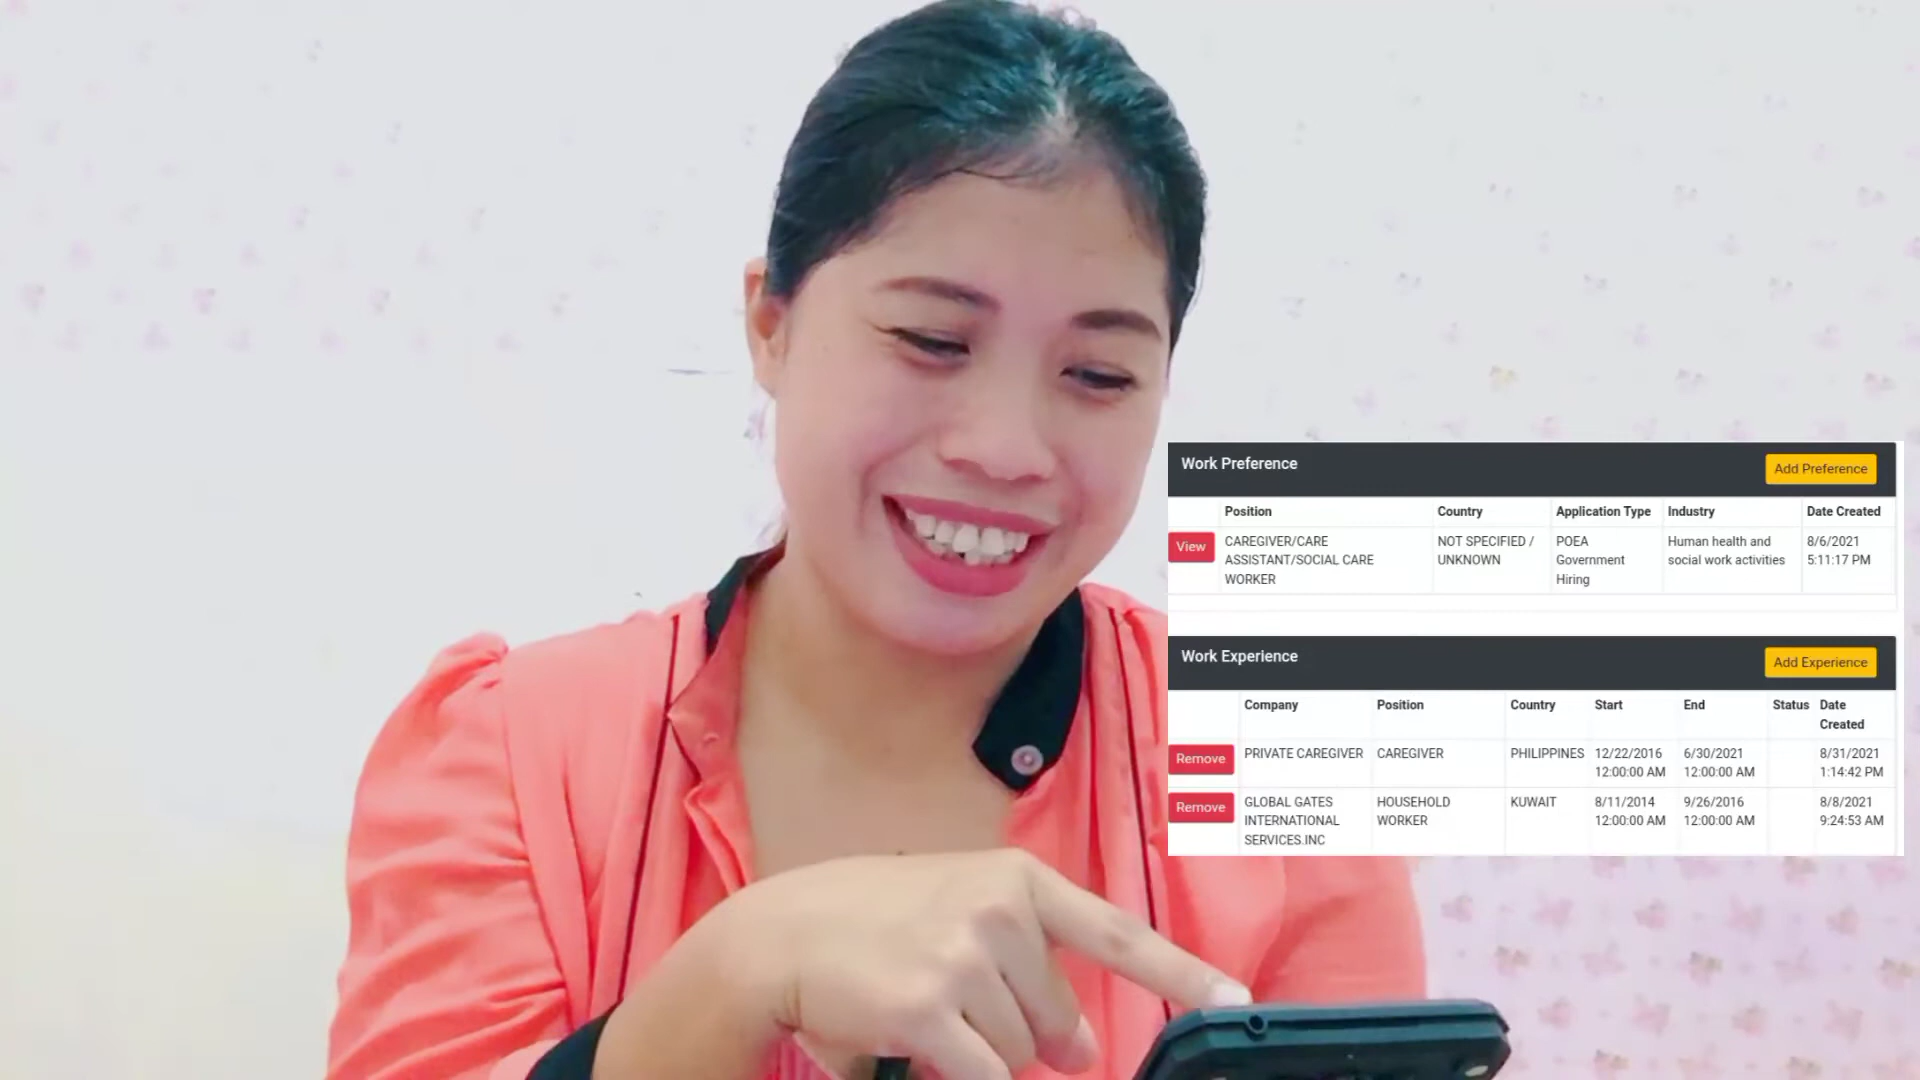 Work Preference
Add Preference
Position Country Application Type Industry Date Created
View CAREGIVER/CARE NOT SPECIFIED / POEA Human health and 8/6/2021
ASSISTANT/SOCIAL CARE UNKNOWN Government social work activities 5:11:17 PM
WORKER Hiring
Work Experience
Add Experience
Company Position Country Start End Status Date
Created
Remove PRIVATE CAREGIVER CAREGIVER PHILIPPINES 12/22/2016 6/30/2021 8/31/2021
12:00:00 AM 12:00:00 AM 1:14:42 PM
Remove GLOBAL GATES HOUSEHOLD KUWAIT 8/11/2014 9/26/2016 8/8/2021
INTERNATIONAL WORKER 12:00:00 AM 12:00:00 AM 9:24:53 AM
SERVICES.INC